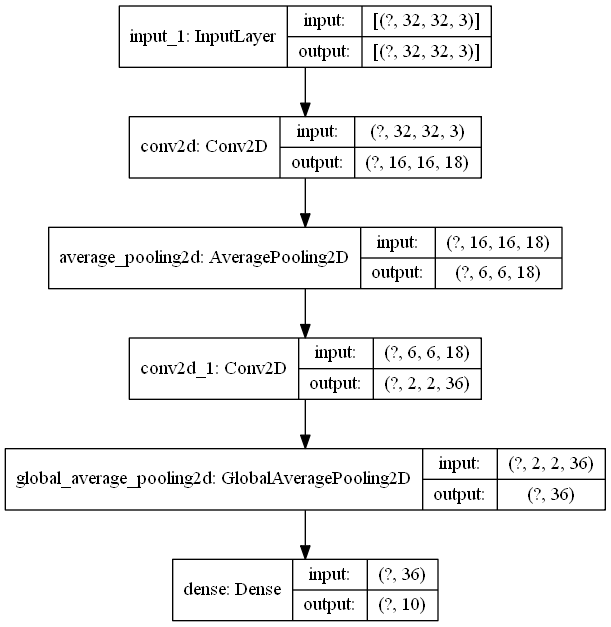 input_1: InputLayer
input: [(?, 32, 32, 3)]
output: [(?, 32, 32, 3)]
conv2d: Conv2D
input: (?, 32, 32, 3)
output: (?, 16, 16, 18)
average_pooling2d: AveragePooling2D
input: (?, 16, 16, 18)
output: (?, 6, 6, 18)
conv2d_1: Conv2D
input: (?, 6, 6, 18)
output: (?, 2, 2, 36)
global_average_pooling2d: GlobalAveragePooling2D
input: (?, 2, 2, 36)
output: (?, 36)
dense: Dense
input: (?, 36)
output: (?, 10)